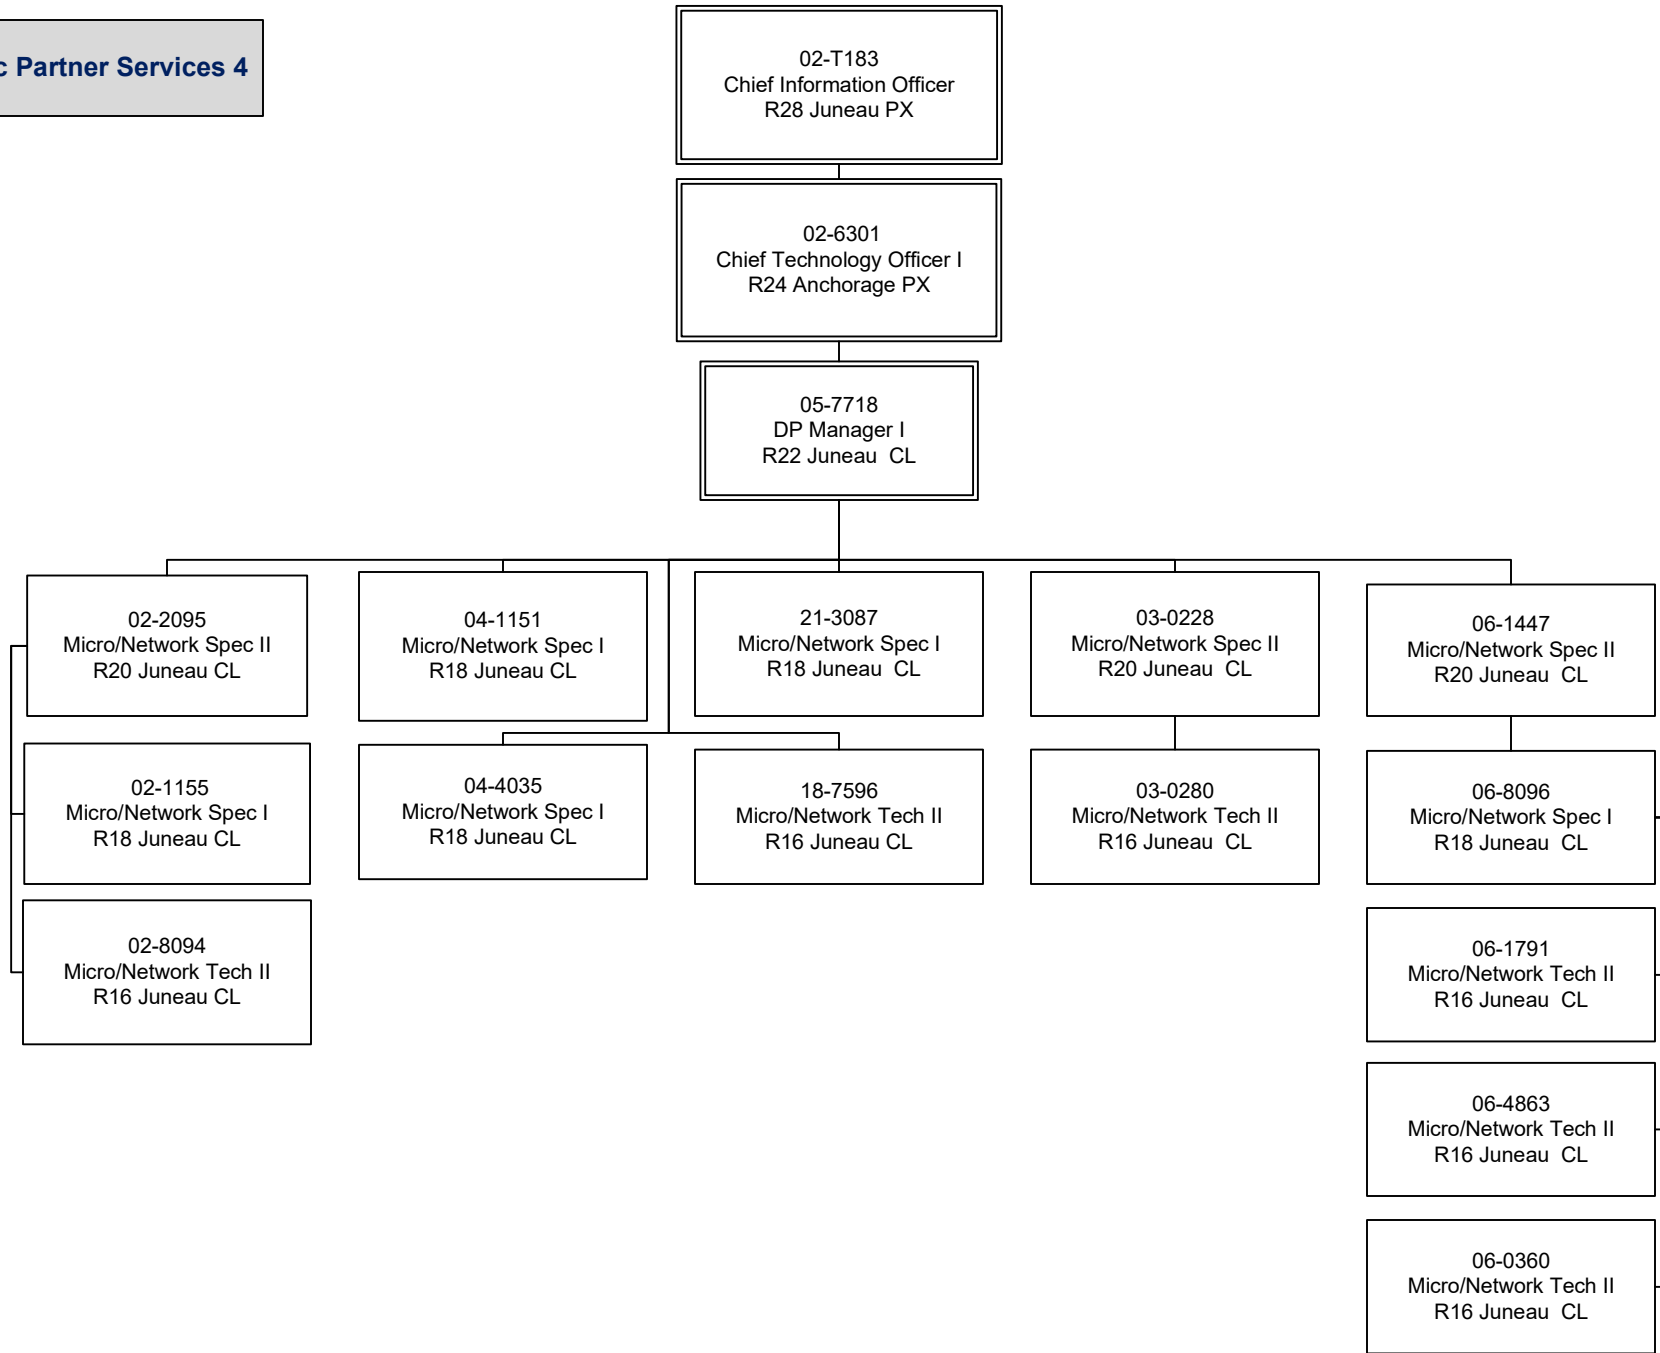 Partner Services 4
02-T183
Chief Information Officer
R28 Juneau PX
02-6301
Chief Technology Officer I
R24 Anchorage PX
05-7718
DP Manager I
R22 Juneau  CL
02-2095
Micro/Network Spec II
R20 Juneau CL
04-1151
Micro/Network Spec I
R18 Juneau CL
21-3087
Micro/Network Spec I
R18 Juneau  CL
03-0228
Micro/Network Spec II
R20 Juneau  CL
06-1447
Micro/Network Spec II
R20 Juneau  CL
02-1155
Micro/Network Spec I
R18 Juneau CL
04-4035
Micro/Network Spec I
R18 Juneau CL
18-7596
Micro/Network Tech II
R16 Juneau CL
03-0280
Micro/Network Tech II
R16 Juneau  CL
06-8096
Micro/Network Spec I
R18 Juneau  CL
02-8094
Micro/Network Tech II
R16 Juneau CL
06-1791
Micro/Network Tech II
R16 Juneau  CL
06-4863
Micro/Network Tech II
R16 Juneau  CL
06-0360
Micro/Network Tech II
R16 Juneau  CL